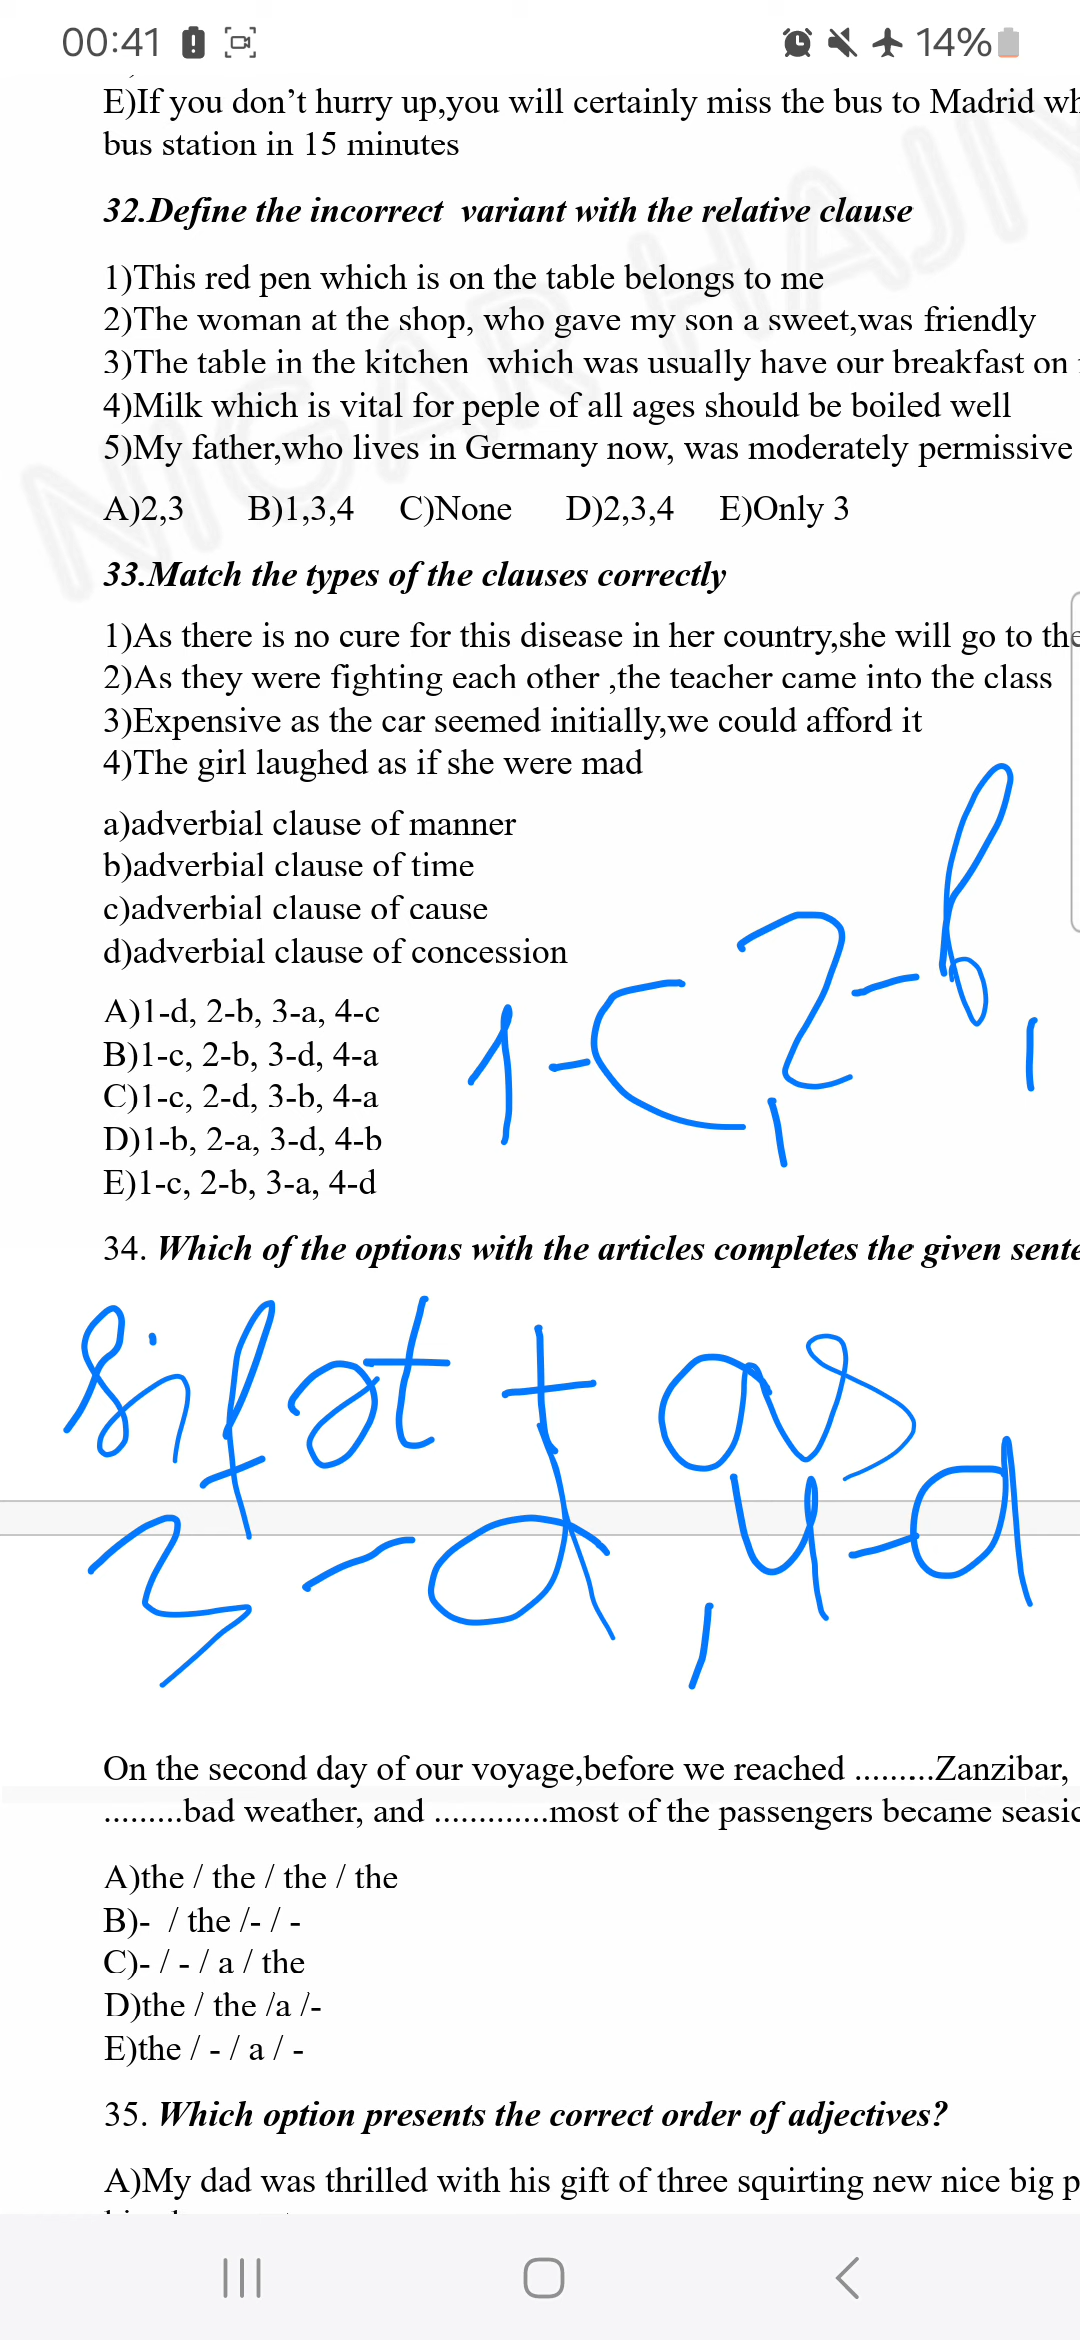 00:41
14%
E)If you don’t hurry up,you will certainly miss the bus to Madrid wh
bus station in 15 minutes
32.Define the incorrect variant with the relative clause
1)This red pen which is on the table belongs to me
2)The woman at the shop, who gave my son a sweet,was friendly
3)The table in the kitchen which was usually have our breakfast on
4)Milk which is vital for peple of all ages should be boiled well
5)My father,who lives in Germany now, was moderately permissive
A)2,3 B)1,3,4 C)None D)2,3,4 E)Only 3
33.Match the types of the clauses correctly
1)As there is no cure for this disease in her country,she will go to the
2)As they were fighting each other ,the teacher came into the class
3)Expensive as the car seemed initially,we could afford it
4)The girl laughed as if she were mad
a)adverbial clause of manner
b)adverbial clause of time
c)adverbial clause of cause
d)adverbial clause of concession
A)1-d, 2-b, 3-a, 4-c
B)1-c, 2-b, 3-d, 4-a
C)1-c, 2-d, 3-b, 4-a
D)1-b, 2-a, 3-d, 4-b
E)1-c, 2-b, 3-a, 4-d
1-c, 2-b,
34. Which of the options with the articles completes the given sente
Sifət + as
3-d, 4-a
On the second day of our voyage,before we reached .........Zanzibar,
.........bad weather, and .............most of the passengers became seasic
A)the / the / the / the
B)- / the /- / -
C)- / - / a / the
D)the / the /a /-
E)the / - / a / -
35. Which option presents the correct order of adjectives?
A)My dad was thrilled with his gift of three squirting new nice big p
NIGAR HAJIY